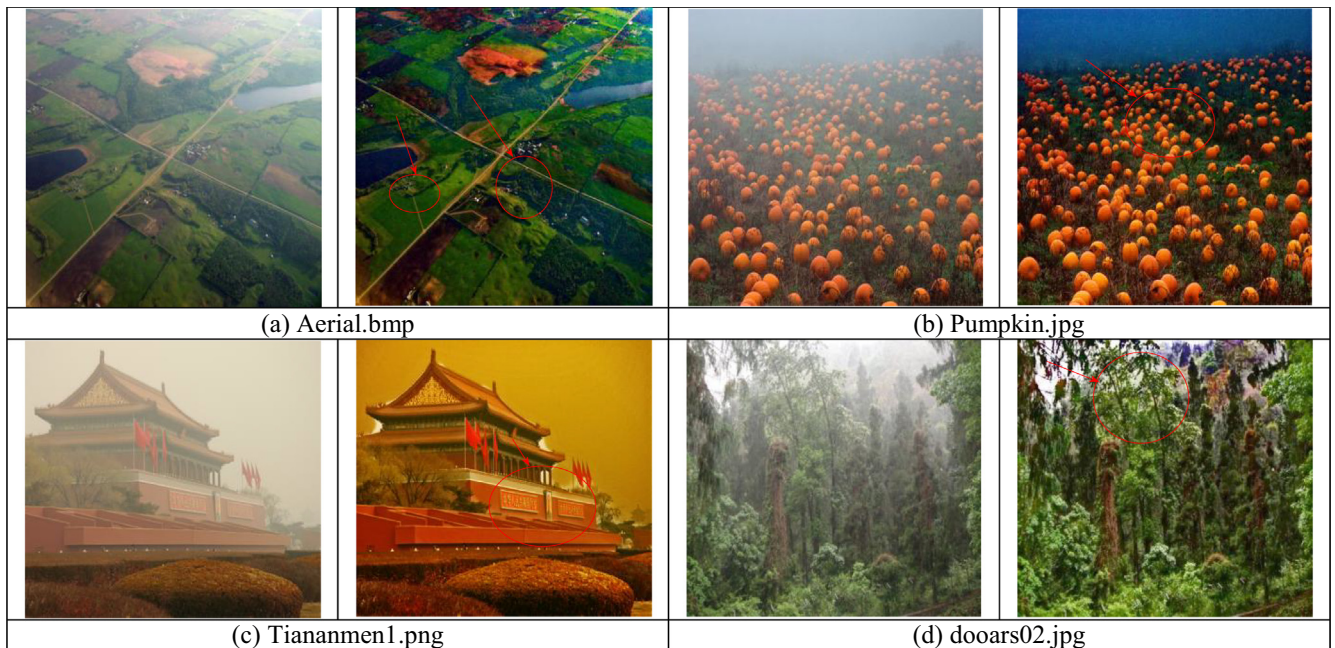 (a) Aerial.bmp
(b) Pumpkin.jpg
(c) Tiananmen1.png
(d) dooars02.jpg